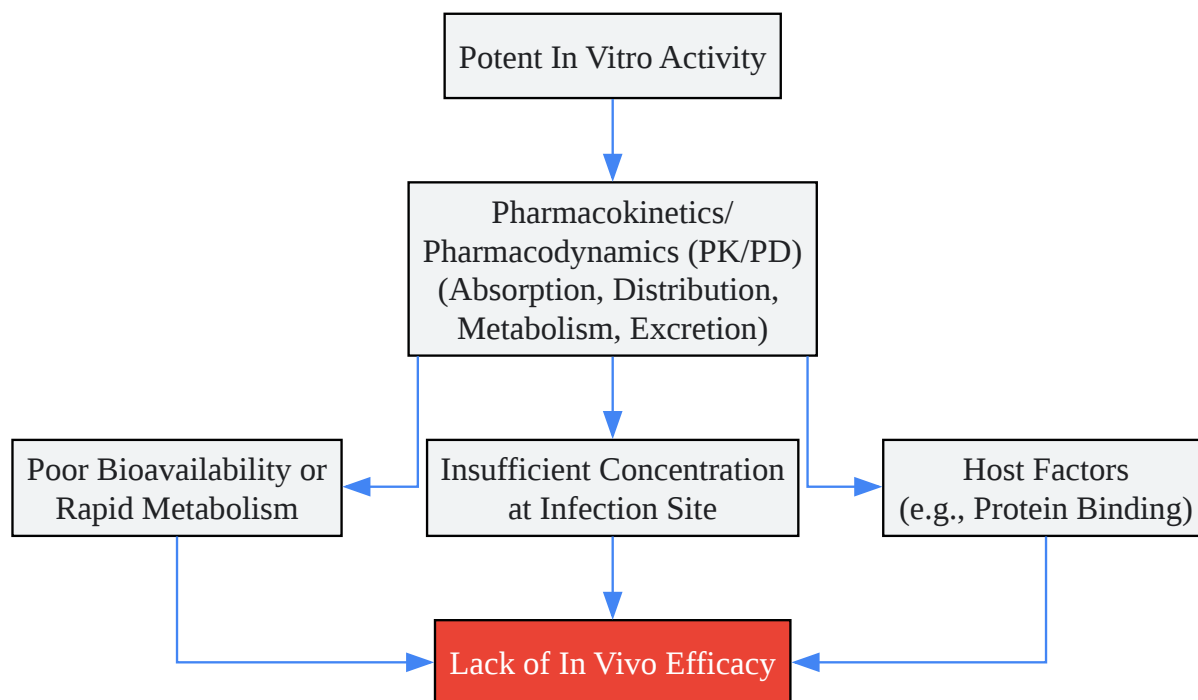 Potent In Vitro Activity
Pharmacokinetics/
Pharmacodynamics (PK/PD)
(Absorption, Distribution,
Metabolism, Excretion)
Poor Bioavailability or
Rapid Metabolism
Insufficient Concentration
at Infection Site
Host Factors
(e.g., Protein Binding)
Lack of In Vivo Efficacy